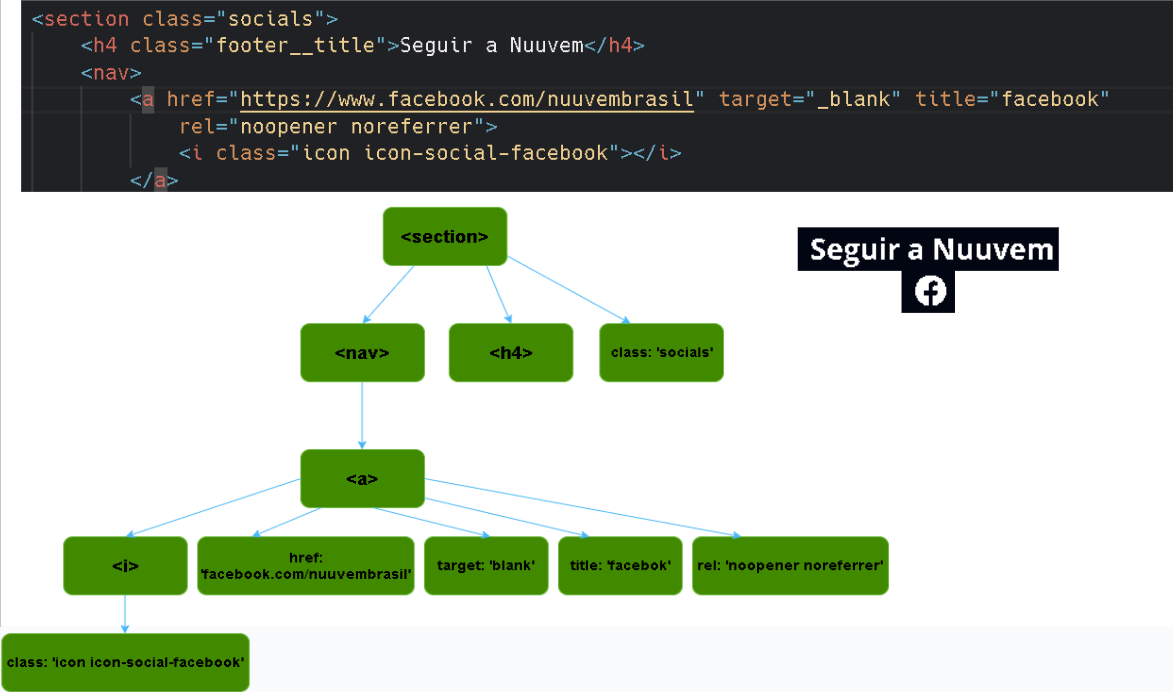 <section class="socials">
<h4 class="footer__title">Seguir a Nuuvem</h4>
<nav>
<a href="https://www.facebook.com/nuuvembrasil" target="_blank" title="facebook"
rel="noopener noreferrer">
<i class="icon icon-social-facebook"></i>
</a>
<section>
Seguir a Nuuvem
<nav>
<h4>
class: 'socials'
<a>
<i>
href:
'facebook.com/nuuvembrasil'
target: 'blank'
title: 'facebok'
rel: 'noopener noreferrer'
class: 'icon icon-social-facebook'